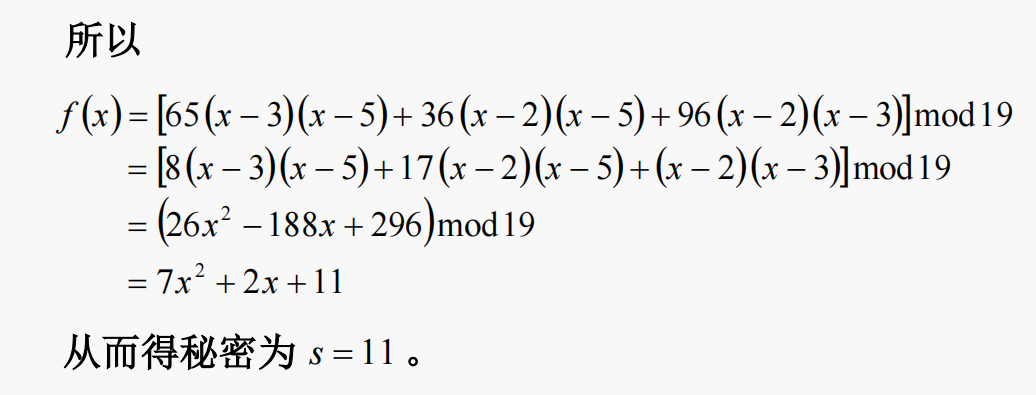 所以
f(x) = [65(x − 3)(x − 5) + 36(x − 2)(x − 5) + 96(x − 2)(x − 3)] mod 19
= [8(x − 3)(x − 5) + 17(x − 2)(x − 5) + (x − 2)(x − 3)] mod 19
= (26x² − 188x + 296) mod 19
= 7x² + 2x + 11
从而得秘密为 s = 11 。